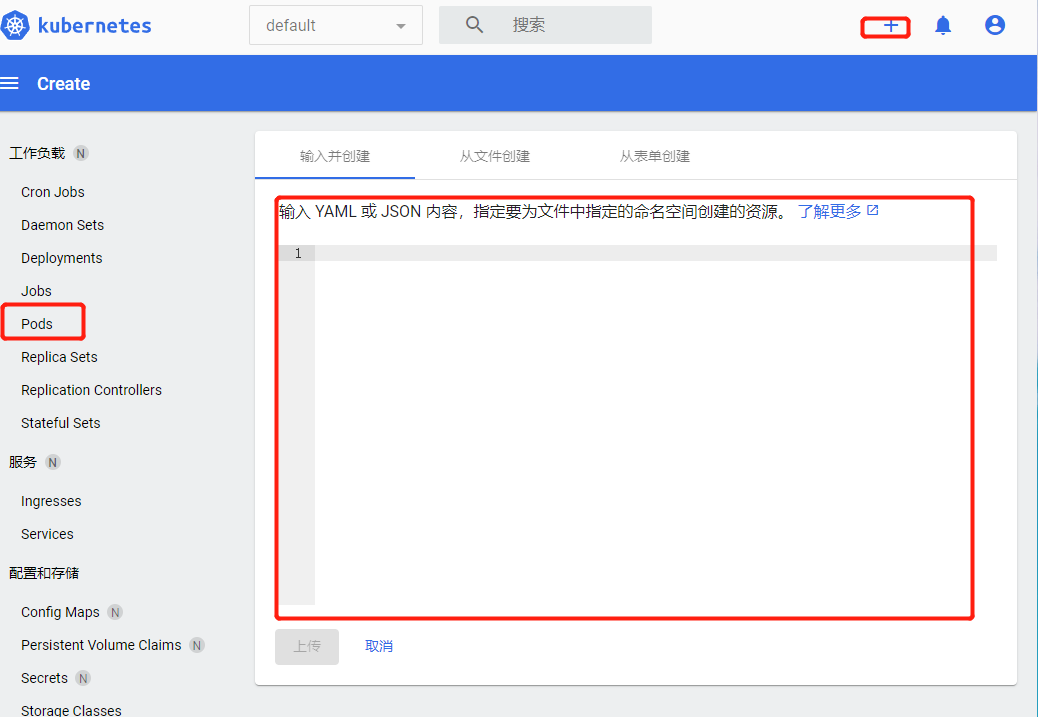 kubernetes
default
搜索
Create
工作负载 N
Cron Jobs
Daemon Sets
Deployments
Jobs
Pods
Replica Sets
Replication Controllers
Stateful Sets
服务 N
Ingresses
Services
配置和存储
Config Maps N
Persistent Volume Claims N
Secrets N
Storage Classes
输入并创建 从文件创建 从表单创建
输入 YAML 或 JSON 内容，指定要为文件中指定的命名空间创建的资源。 了解更多
1
上传 取消